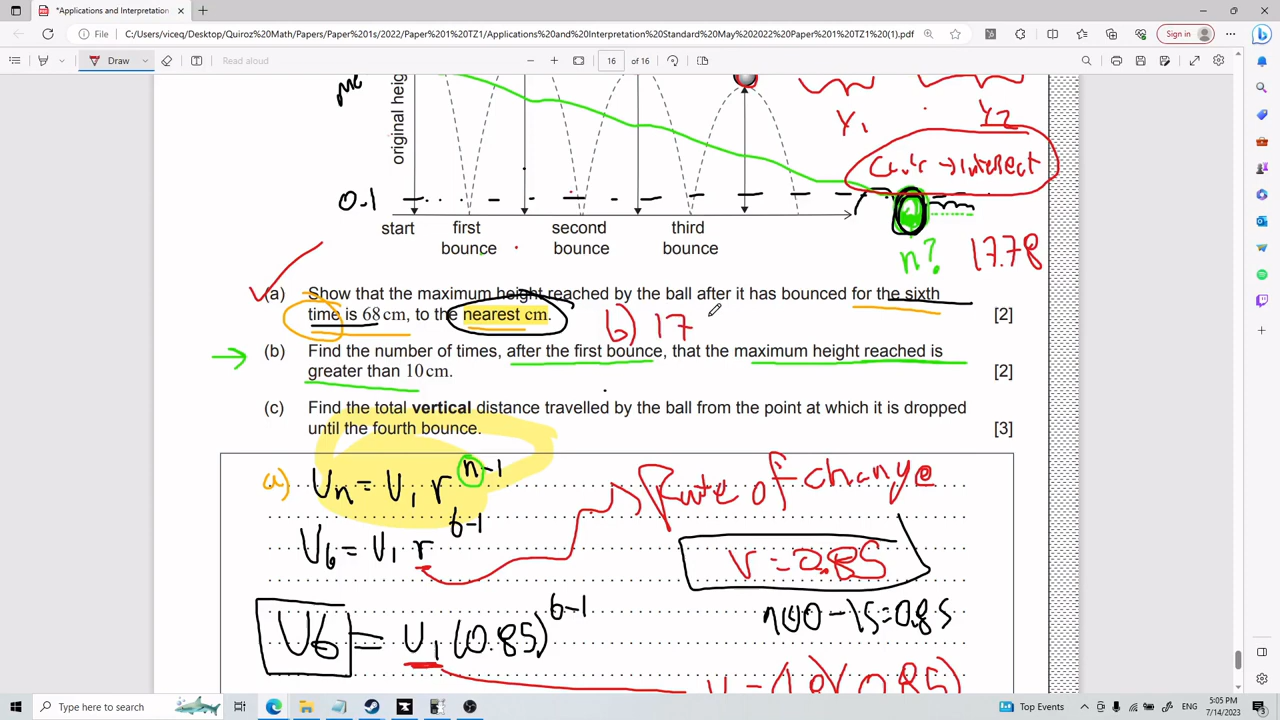 *Applications and Interpretation
File
C:/Users/viceq/Desktop/Quiroz%20Math/Papers/Paper%201s/2022/Paper%201%20TZ1/Applications%20and%20Interpretation%20Standard%20May%202022%20Paper%201%20TZ1%20(1).pdf
Sign in
Draw
Read aloud
16 of 16
original hei
Y1
Y2
Calc → Intersect
0.1
start
first bounce
second bounce
third bounce
n?
17.78
(a) Show that the maximum height reached by the ball after it has bounced for the sixth
time is 68 cm, to the nearest cm. [2]
b) 17
(b) Find the number of times, after the first bounce, that the maximum height reached is
greater than 10 cm. [2]
(c) Find the total vertical distance travelled by the ball from the point at which it is dropped
until the fourth bounce. [3]
a) Un = U1 r^n-1
Rate of change
U6 = U1 r^6-1
r = 0.85
100 - 15 = 0.85
U6 = U1 (0.85)^6-1
Type here to search
Top Events
5:05 PM
7/14/2023